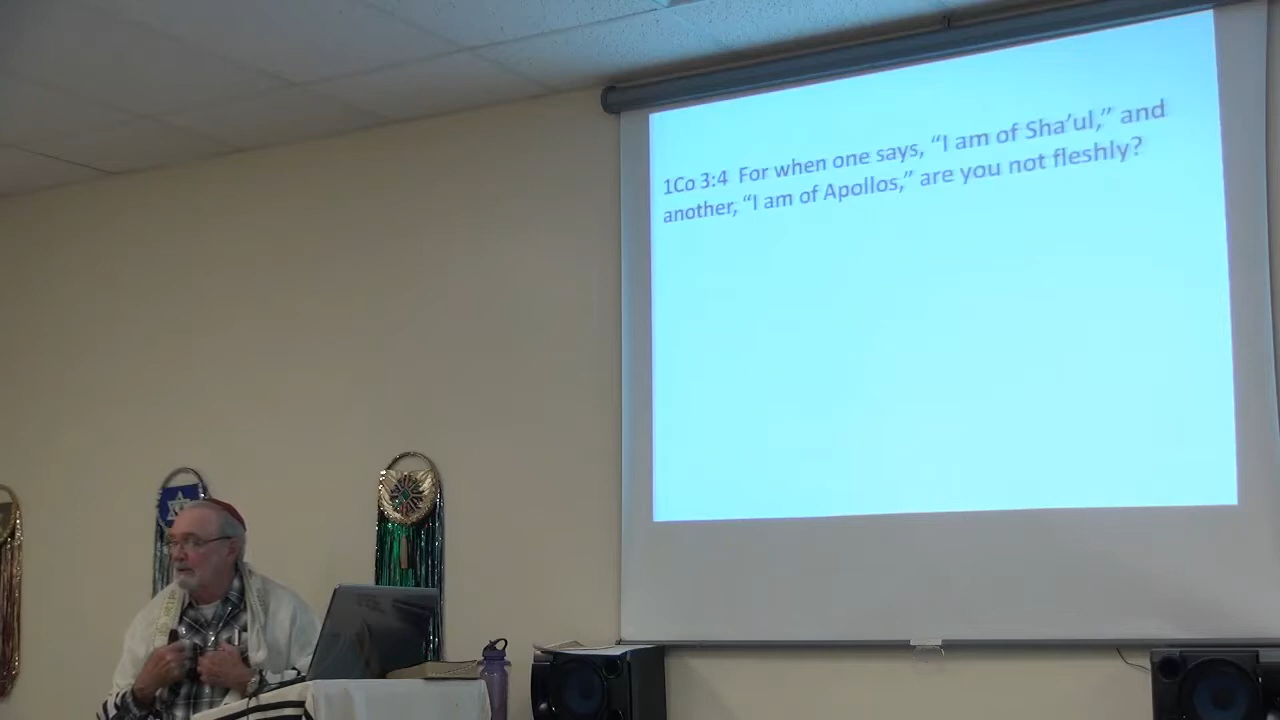 1Co 3:4 For when one says, “I am of Sha’ul,” and
another, “I am of Apollos,” are you not fleshly?